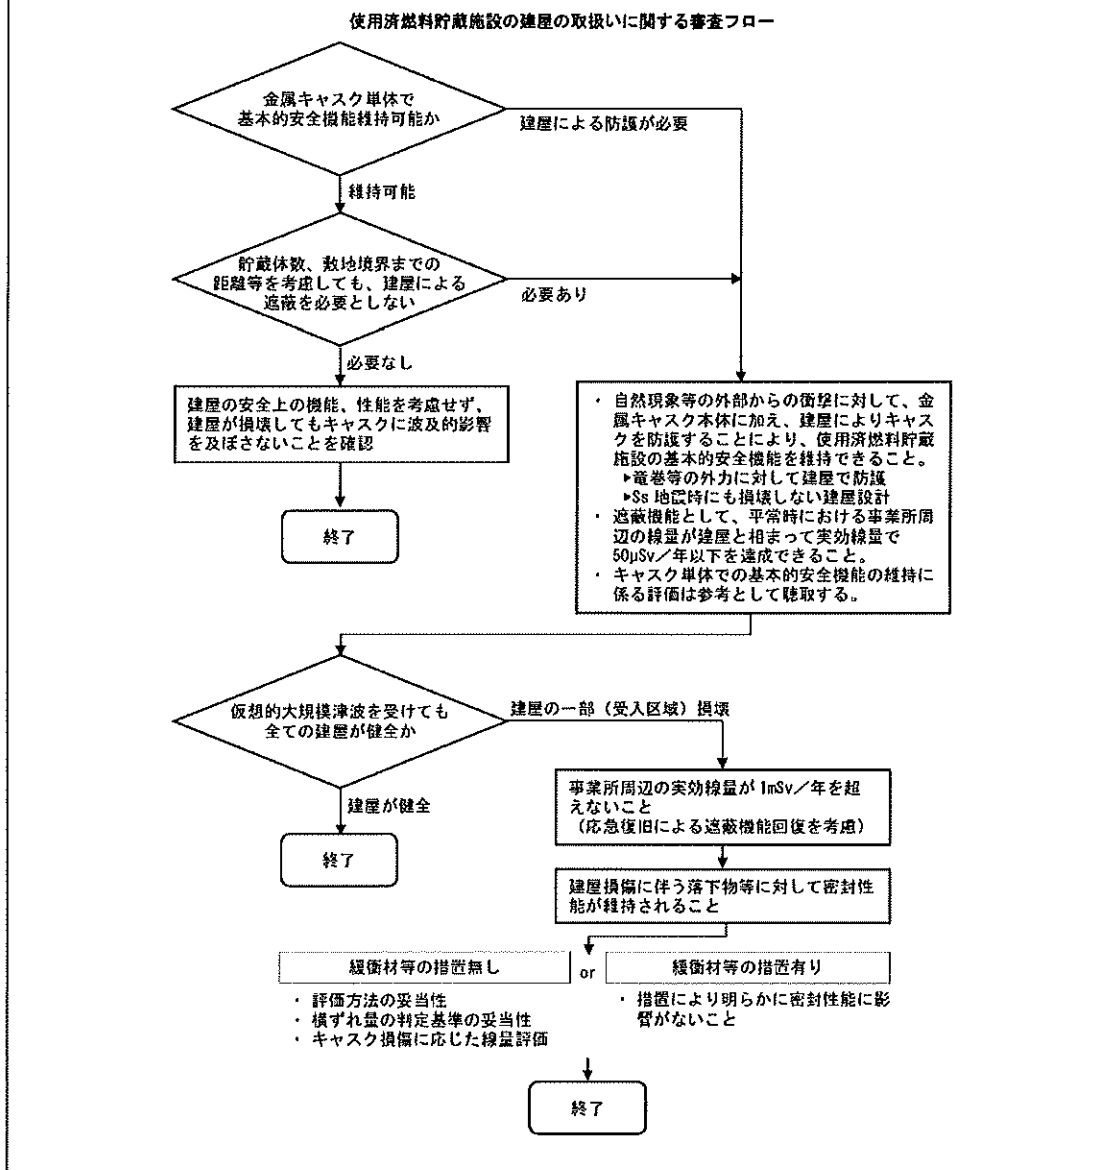 使用済燃料貯蔵施設の建屋の取扱いに関する審査フロー
金属キャスク単体で
基本的安全機能維持可能か
建屋による防護が必要
維持可能
貯蔵体数、敷地境界までの
距離等を考慮しても、建屋による
遮蔽を必要としない
必要あり
必要なし
建屋の安全上の機能、性能を考慮せず、
建屋が損壊してもキャスクに波及的影響
を及ぼさないことを確認
終了
・ 自然現象等の外部からの衝撃に対して、金
属キャスク本体に加え、建屋によりキャス
クを防護することにより、使用済燃料貯蔵
施設の基本的安全機能を維持できること。
▶竜巻等の外力に対して建屋で防護
▶Ss 地震時にも損壊しない建屋設計
・ 遮蔽機能として、平常時における事業所周
辺の線量が建屋と相まって実効線量で
50μSv／年以下を達成できること。
・ キャスク単体での基本的安全機能の維持に
係る評価は参考として聴取する。
仮想的大規模津波を受けても
全ての建屋が健全か
建屋の一部（受入区域）損壊
建屋が健全
終了
事業所周辺の実効線量が 1mSv／年を超
えないこと
（応急復旧による遮蔽機能回復を考慮）
建屋損傷に伴う落下物等に対して密封性
能が維持されること
緩衝材等の措置無し
or
緩衝材等の措置有り
・ 評価方法の妥当性
・ 横ずれ量の判定基準の妥当性
・ キャスク損傷に応じた線量評価
・ 措置により明らかに密封性能に影
響がないこと
終了